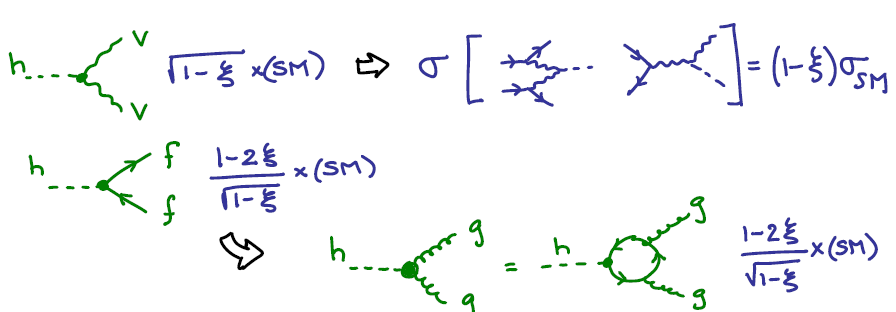 h V V √1-ξ ×(SM) ⇨ σ [ ] = (1-ξ)σ_SM
h f f (1-2ξ)/√1-ξ ×(SM)
h g g = h g g (1-2ξ)/√1-ξ ×(SM)